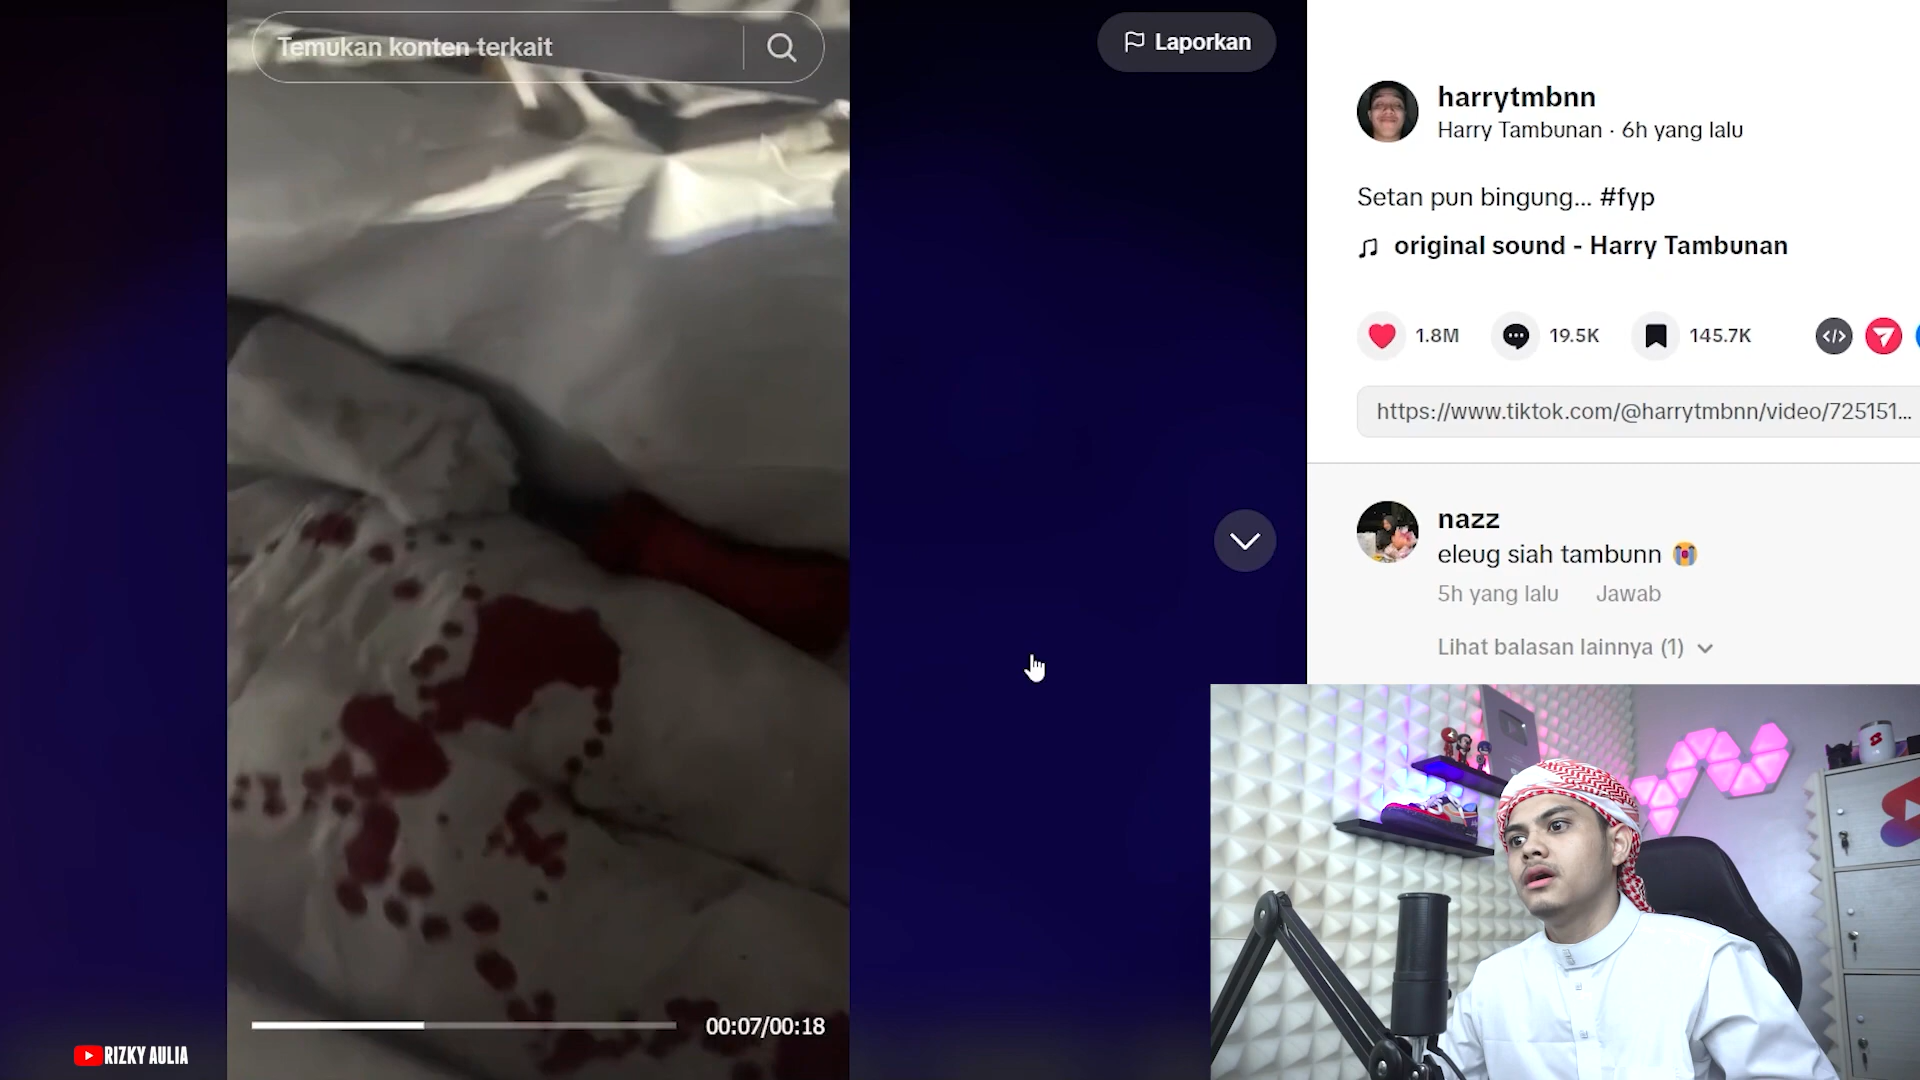 Temukan konten terkait
Laporkan
harrytmbnn
Harry Tambunan · 6h yang lalu
Setan pun bingung... #fyp
original sound - Harry Tambunan
1.8M
19.5K
145.7K
https://www.tiktok.com/@harrytmbnn/video/725151...
nazz
eleug siah tambunn 😭
5h yang lalu
Jawab
Lihat balasan lainnya (1)
00:07/00:18
RIZKY AULIA